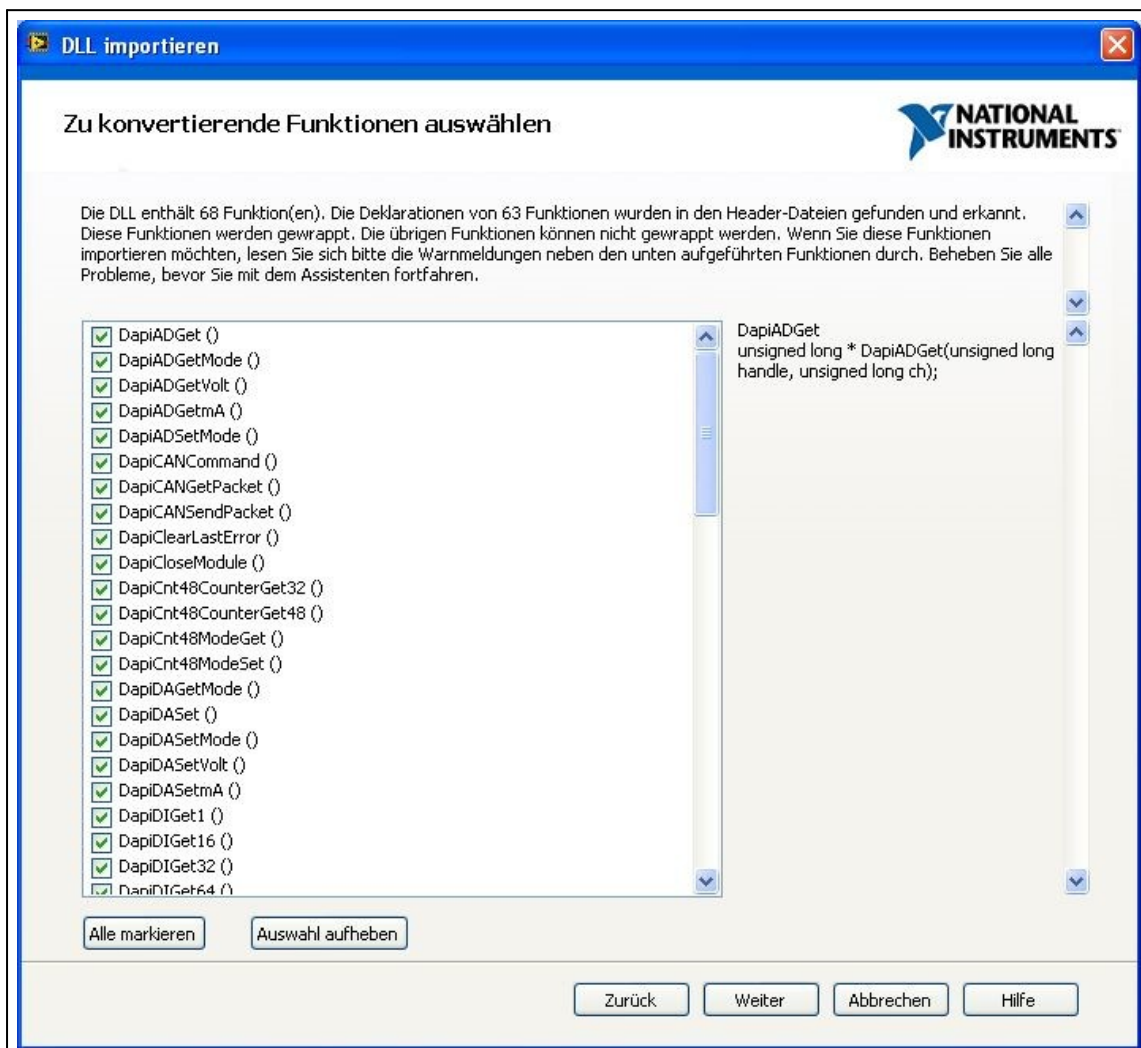 DLL importieren
Zu konvertierende Funktionen auswählen
NATIONAL
INSTRUMENTS
Die DLL enthält 68 Funktion(en). Die Deklarationen von 63 Funktionen wurden in den Header-Dateien gefunden und erkannt.
Diese Funktionen werden gewrappt. Die übrigen Funktionen können nicht gewrappt werden. Wenn Sie diese Funktionen
importieren möchten, lesen Sie sich bitte die Warnmeldungen neben den unten aufgeführten Funktionen durch. Beheben Sie alle
Probleme, bevor Sie mit dem Assistenten fortfahren.
DapiADGet ()
DapiADGetMode ()
DapiADGetVolt ()
DapiADGetmA ()
DapiADSetMode ()
DapiCANCommand ()
DapiCANGetPacket ()
DapiCANSendPacket ()
DapiClearLastError ()
DapiCloseModule ()
DapiCnt48CounterGet32 ()
DapiCnt48CounterGet48 ()
DapiCnt48ModeGet ()
DapiCnt48ModeSet ()
DapiDAGetMode ()
DapiDASet ()
DapiDASetMode ()
DapiDASetVolt ()
DapiDASetmA ()
DapiDIGet1 ()
DapiDIGet16 ()
DapiDIGet32 ()
DapiDIGet64 ()
DapiADGet
unsigned long * DapiADGet(unsigned long
handle, unsigned long ch);
Alle markieren
Auswahl aufheben
Zurück
Weiter
Abbrechen
Hilfe